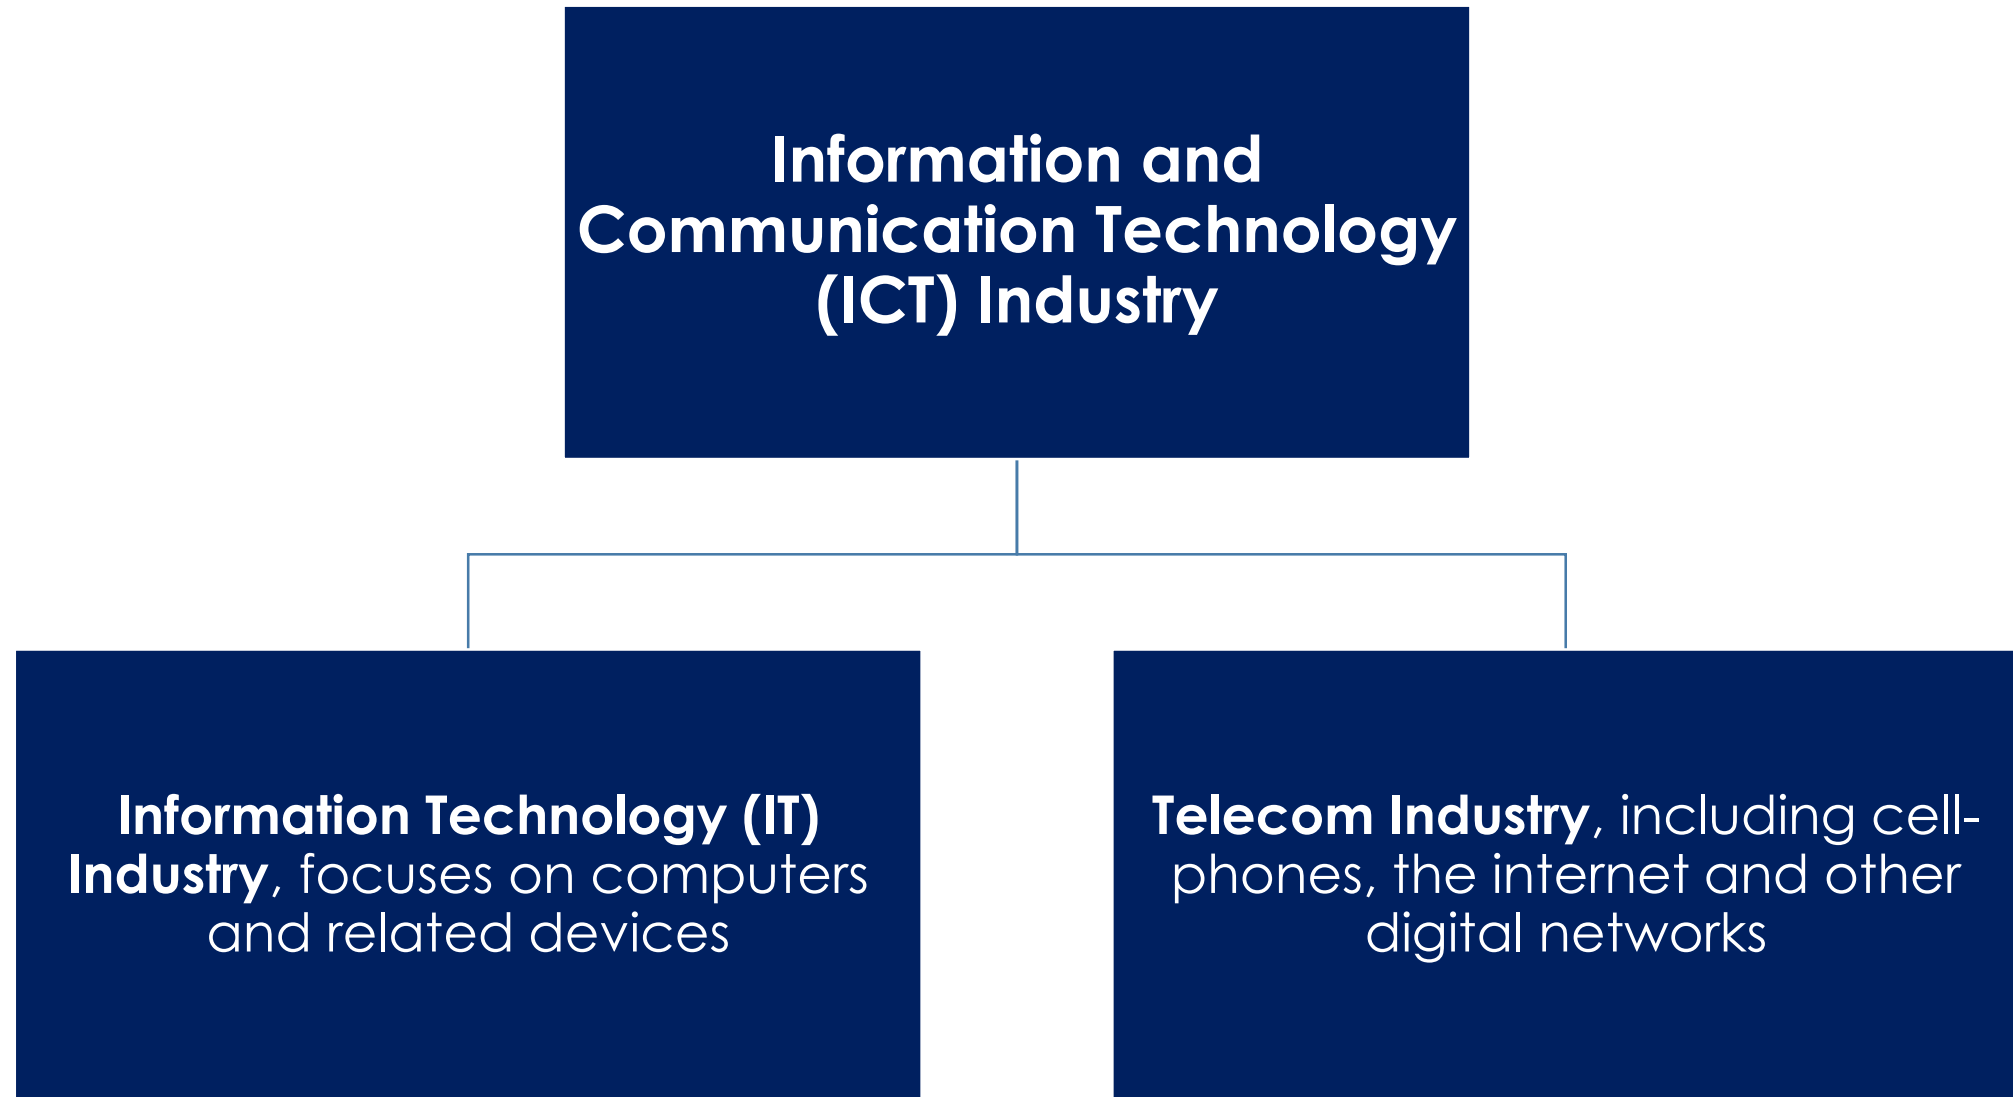 Information and
Communication Technology
(ICT) Industry
Information Technology (IT)
Industry, focuses on computers
and related devices
Telecom Industry, including cell-
phones, the internet and other
digital networks